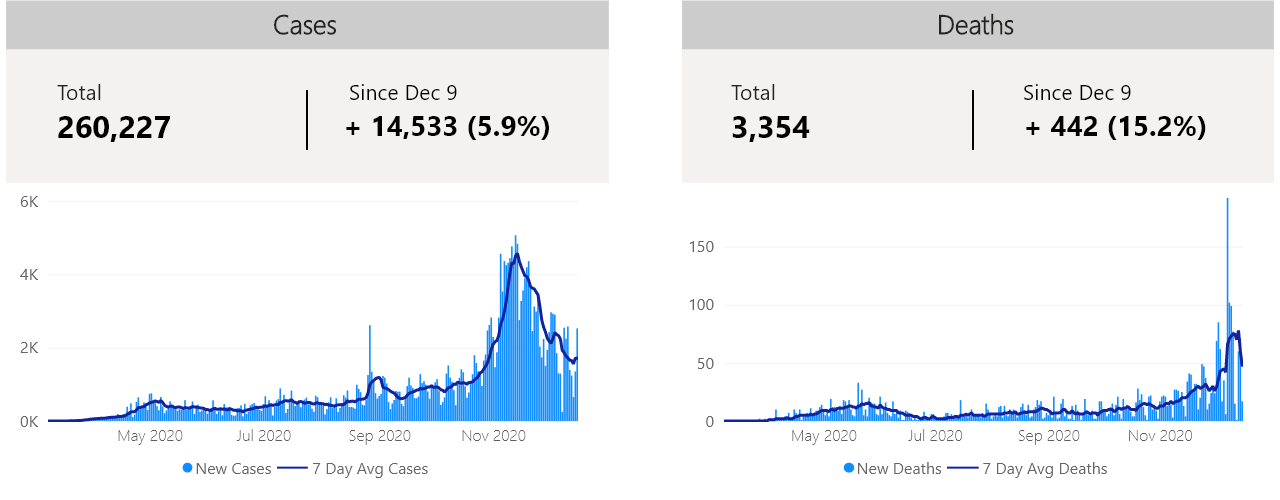 Cases
Total
260,227
Since Dec 9
+ 14,533 (5.9%)
6K
4K
2K
0K
May 2020
Jul 2020
Sep 2020
Nov 2020
New Cases
7 Day Avg Cases
Deaths
Total
3,354
Since Dec 9
+ 442 (15.2%)
150
100
50
0
May 2020
Jul 2020
Sep 2020
Nov 2020
New Deaths
7 Day Avg Deaths